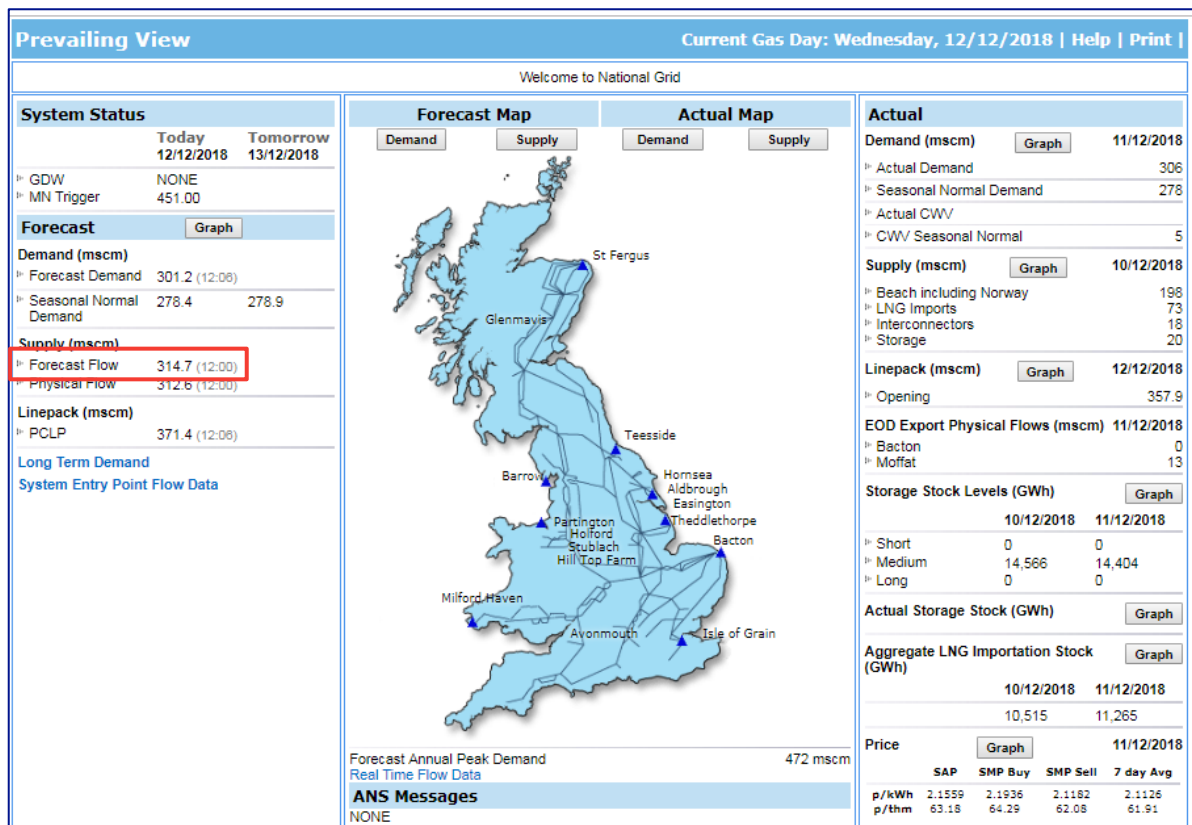 Prevailing View
Current Gas Day: Wednesday, 12/12/2018 | Help | Print |
Welcome to National Grid
System Status
Today Tomorrow
12/12/2018 13/12/2018
GDW NONE
MN Trigger 451.00
Forecast Graph
Demand (mscm)
Forecast Demand 301.2 (12:06)
Seasonal Normal 278.4 278.9
Demand
Supply (mscm)
Forecast Flow 314.7 (12:00)
Physical Flow 312.6 (12:00)
Linepack (mscm)
PCLP 371.4 (12:06)
Long Term Demand
System Entry Point Flow Data
Forecast Map Actual Map
Demand Supply Demand Supply
St Fergus
Glenmavis
Teesside
Barrow
Hornsea
Aldbrough
Easington
Partington Theddlethorpe
Holford
Stublach
Bacton
Hill Top Farm
Milford Haven
Avonmouth
Isle of Grain
Forecast Annual Peak Demand 472 mscm
Real Time Flow Data
ANS Messages
NONE
Actual
Demand (mscm) Graph 11/12/2018
Actual Demand 306
Seasonal Normal Demand 278
Actual CWV
CWV Seasonal Normal 5
Supply (mscm) Graph 10/12/2018
Beach including Norway 198
LNG Imports 73
Interconnectors 18
Storage 20
Linepack (mscm) Graph 12/12/2018
Opening 357.9
EOD Export Physical Flows (mscm) 11/12/2018
Bacton 0
Moffat 13
Storage Stock Levels (GWh) Graph
10/12/2018 11/12/2018
Short 0 0
Medium 14,566 14,404
Long 0 0
Actual Storage Stock (GWh) Graph
Aggregate LNG Importation Stock Graph
(GWh)
10/12/2018 11/12/2018
10,515 11,265
Price Graph 11/12/2018
SAP SMP Buy SMP Sell 7 day Avg
p/kWh 2.1559 2.1936 2.1182 2.1126
p/thm 63.18 64.29 62.08 61.91